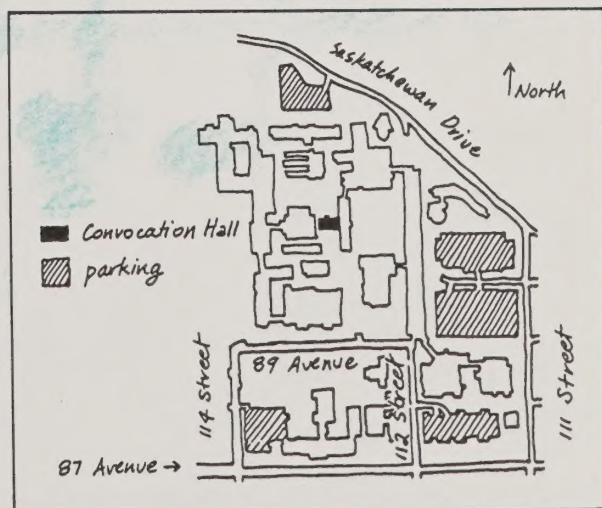 Saskatchewan Drive
North
Convocation Hall
parking
89 Avenue
114 Street
112 Street
111 Street
87 Avenue →